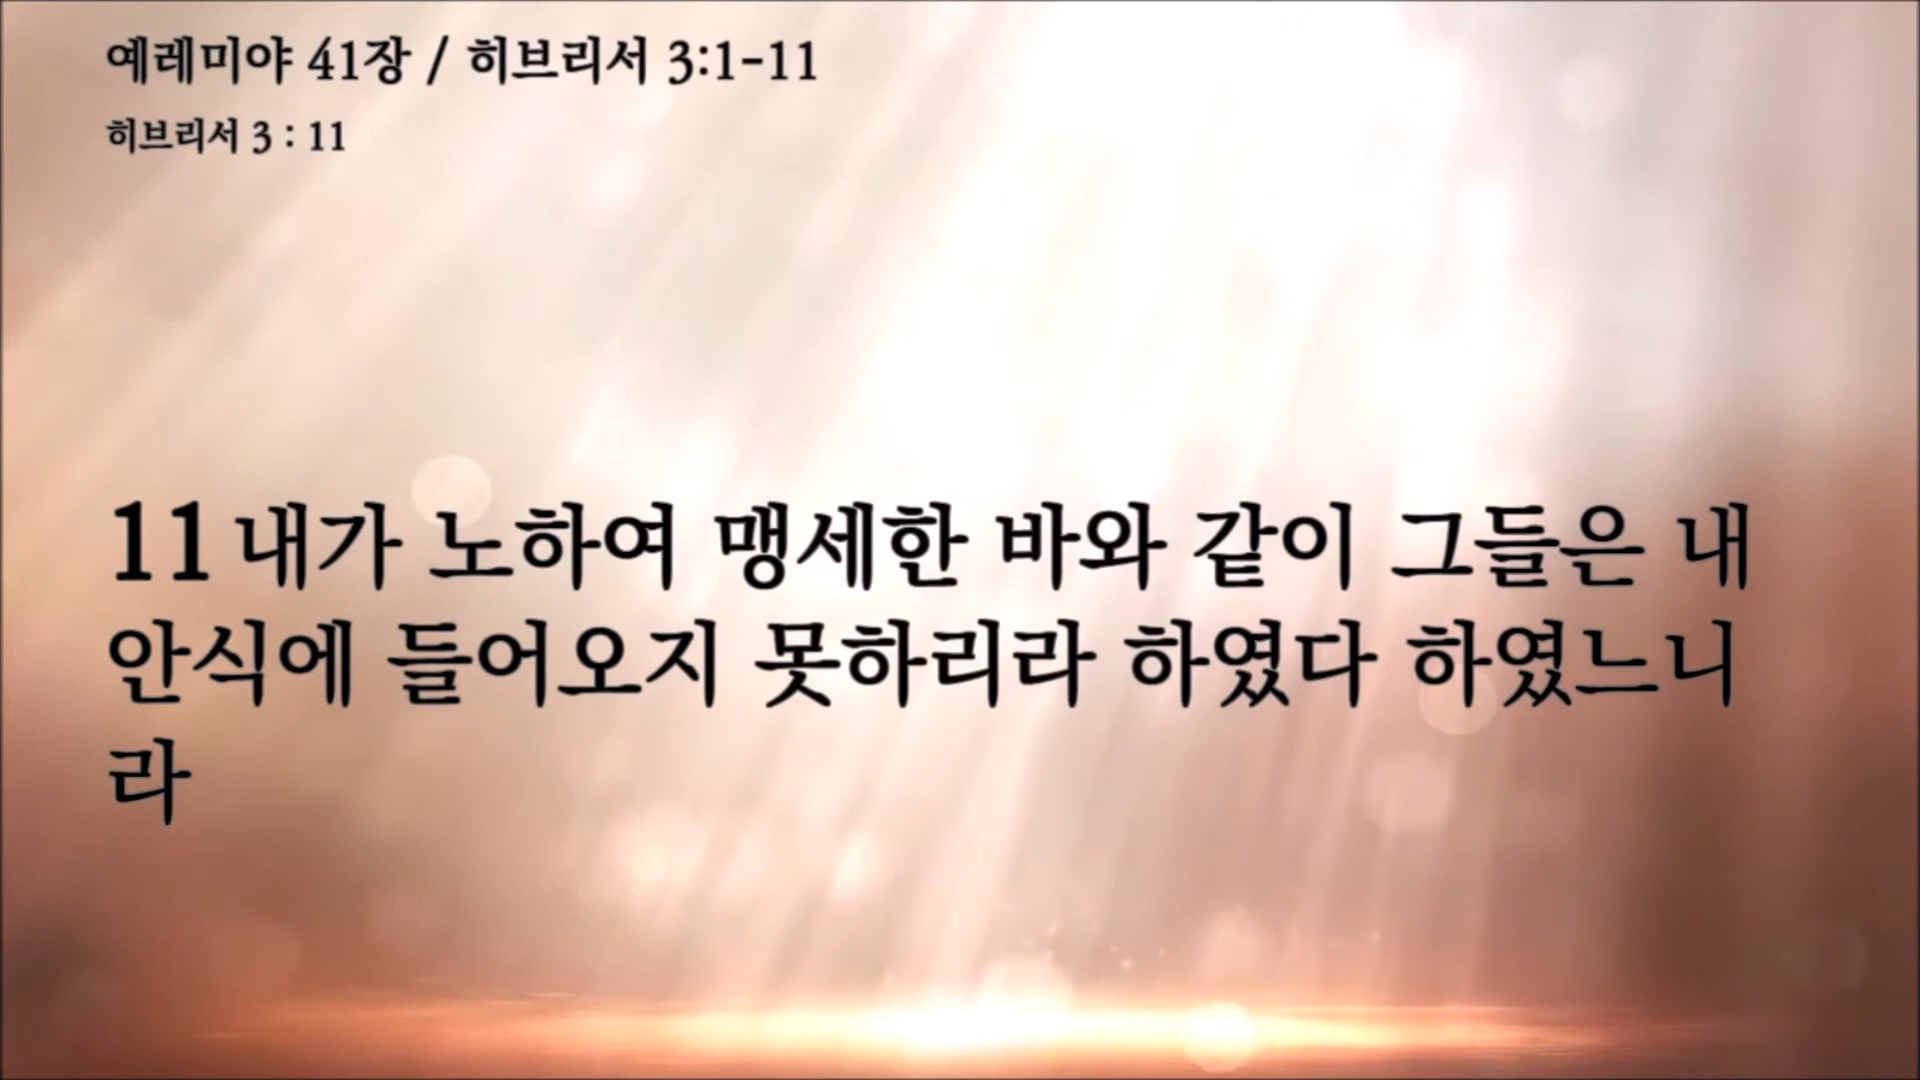 예레미야 41장 / 히브리서 3:1-11
히브리서 3 : 11
11 내가 노하여 맹세한 바와 같이 그들은 내
안식에 들어오지 못하리라 하였다 하였느니
라